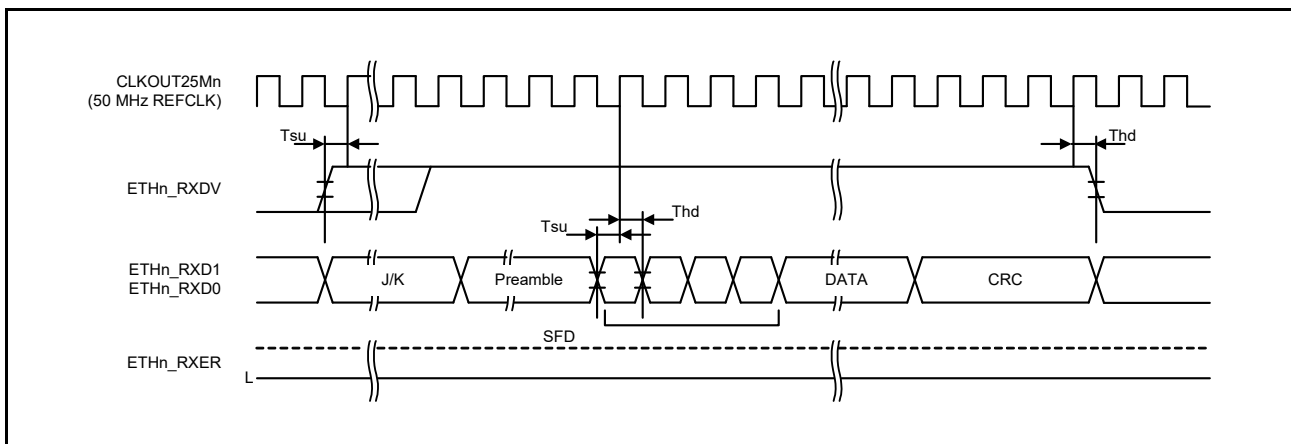 CLKOUT25Mn
(50 MHz REFCLK)
Tsu
Thd
ETHn_RXDV
Tsu
Thd
ETHn_RXD1
ETHn_RXD0
J/K
Preamble
DATA
CRC
SFD
ETHn_RXER
L